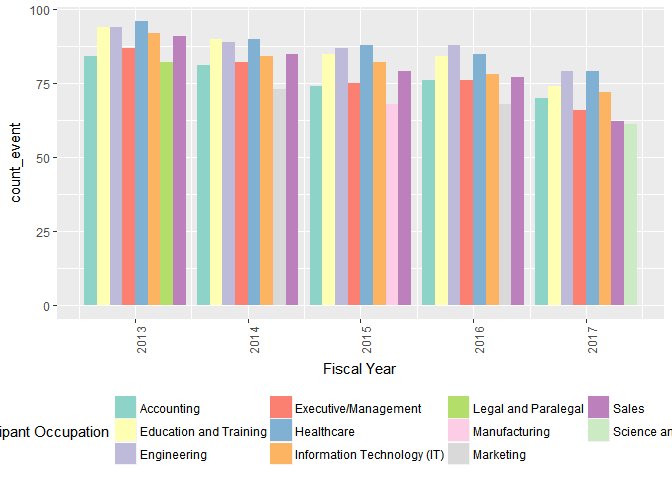 100
75
50
25
0
count_event
2013 2014 2015 2016 2017
Fiscal Year
ipant Occupation
Accounting Executive/Management Legal and Paralegal Sales
Education and Training Healthcare Manufacturing Science an
Engineering Information Technology (IT) Marketing